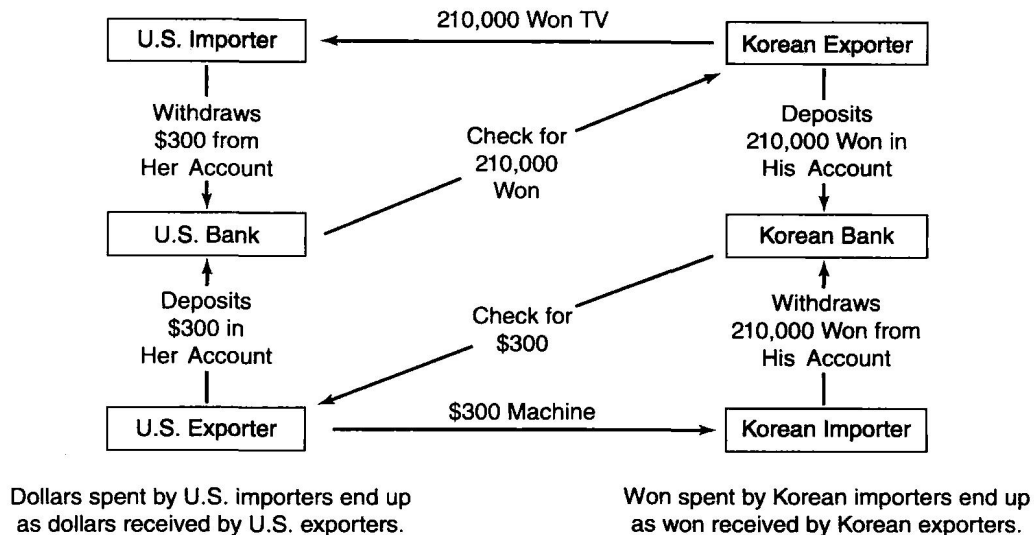 210,000 Won TV
U.S. Importer
Korean Exporter
Withdraws
$300 from
Her Account
Check for
210,000
Won
Deposits
210,000 Won in
His Account
U.S. Bank
Korean Bank
Deposits
$300 in
Her Account
Check for
$300
Withdraws
210,000 Won from
His Account
U.S. Exporter
$300 Machine
Korean Importer
Dollars spent by U.S. importers end up
as dollars received by U.S. exporters.
Won spent by Korean importers end up
as won received by Korean exporters.